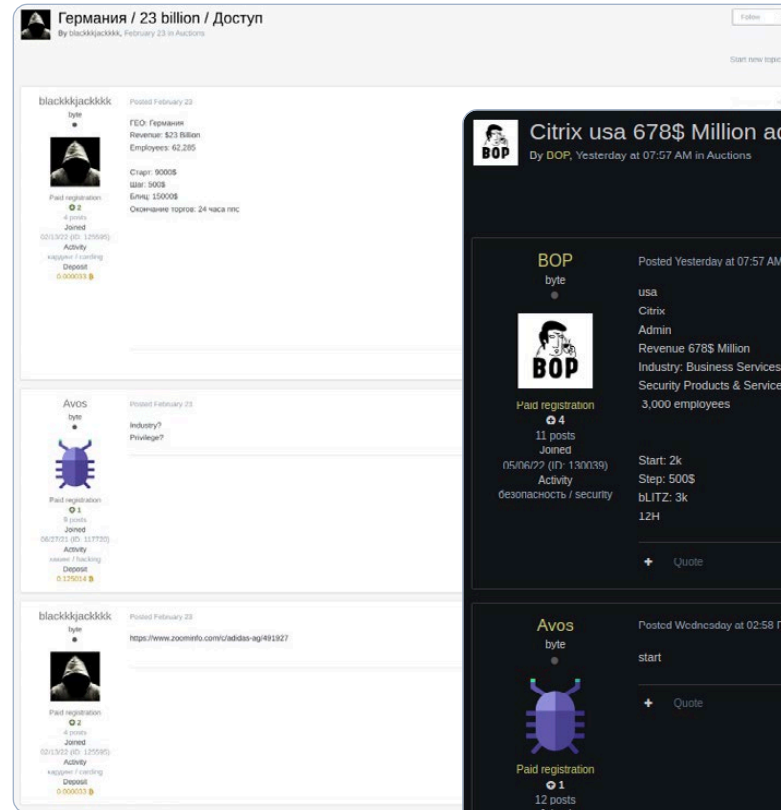 Германия / 23 billion / Доступ
By blackkkjackkkk, February 23 in Auctions
Follow
Start new topic
blackkkjackkkk
byte
Paid registration
2
4 posts
Joined
02/13/22 (ID: 125595)
Activity
кардинг / carding
Deposit
0.000033 ₿
Posted February 23
ГЕО: Германия
Revenue: $23 Billion
Employees: 62,285
Старт: 9000$
Шаг: 500$
Блиц: 15000$
Окончание торгов: 24 часа ппс
Avos
byte
Paid registration
1
9 posts
Joined
08/27/21 (ID: 117720)
Activity
хакинг / hacking
Deposit
0.125014 ₿
Posted February 23
Industry?
Privilege?
blackkkjackkkk
byte
Paid registration
2
4 posts
Joined
02/13/22 (ID: 125595)
Activity
кардинг / carding
Deposit
0.000033 ₿
Posted February 23
https://www.zoominfo.com/c/adidas-ag/491927
BOP
Citrix usa 678$ Million
By BOP, Yesterday at 07:57 AM in Auctions
BOP
byte
BOP
Paid registration
4
11 posts
Joined
05/06/22 (ID: 130039)
Activity
безопасность / security
Posted Yesterday at 07:57 AM
usa
Citrix
Admin
Revenue 678$ Million
Industry: Business Services
Security Products & Service
3,000 employees
Start: 2k
Step: 500$
bLITZ: 3k
12H
+ Quote
Avos
byte
Paid registration
1
12 posts
Posted Wednesday at 02:58
start
+ Quote